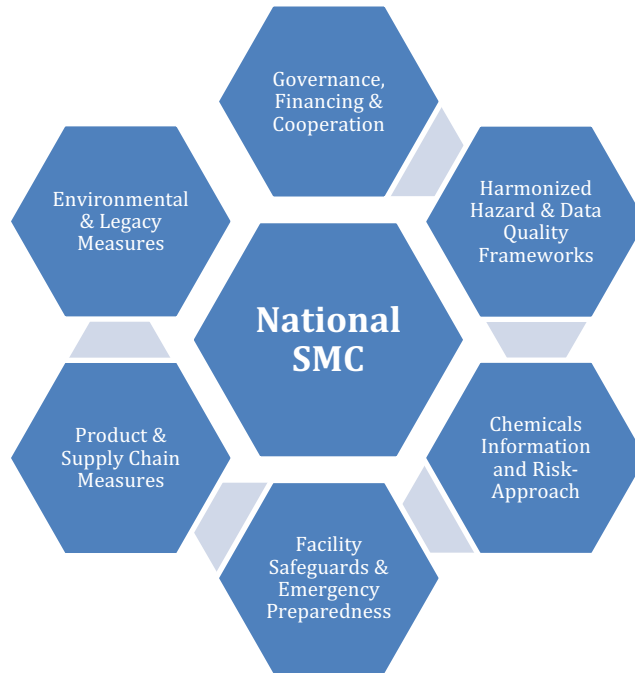 Governance,
Financing &
Cooperation
Environmental
& Legacy
Measures
Harmonized
Hazard & Data
Quality
Frameworks
National
SMC
Product &
Supply Chain
Measures
Chemicals
Information
and Risk-
Approach
Facility
Safeguards &
Emergency
Preparedness